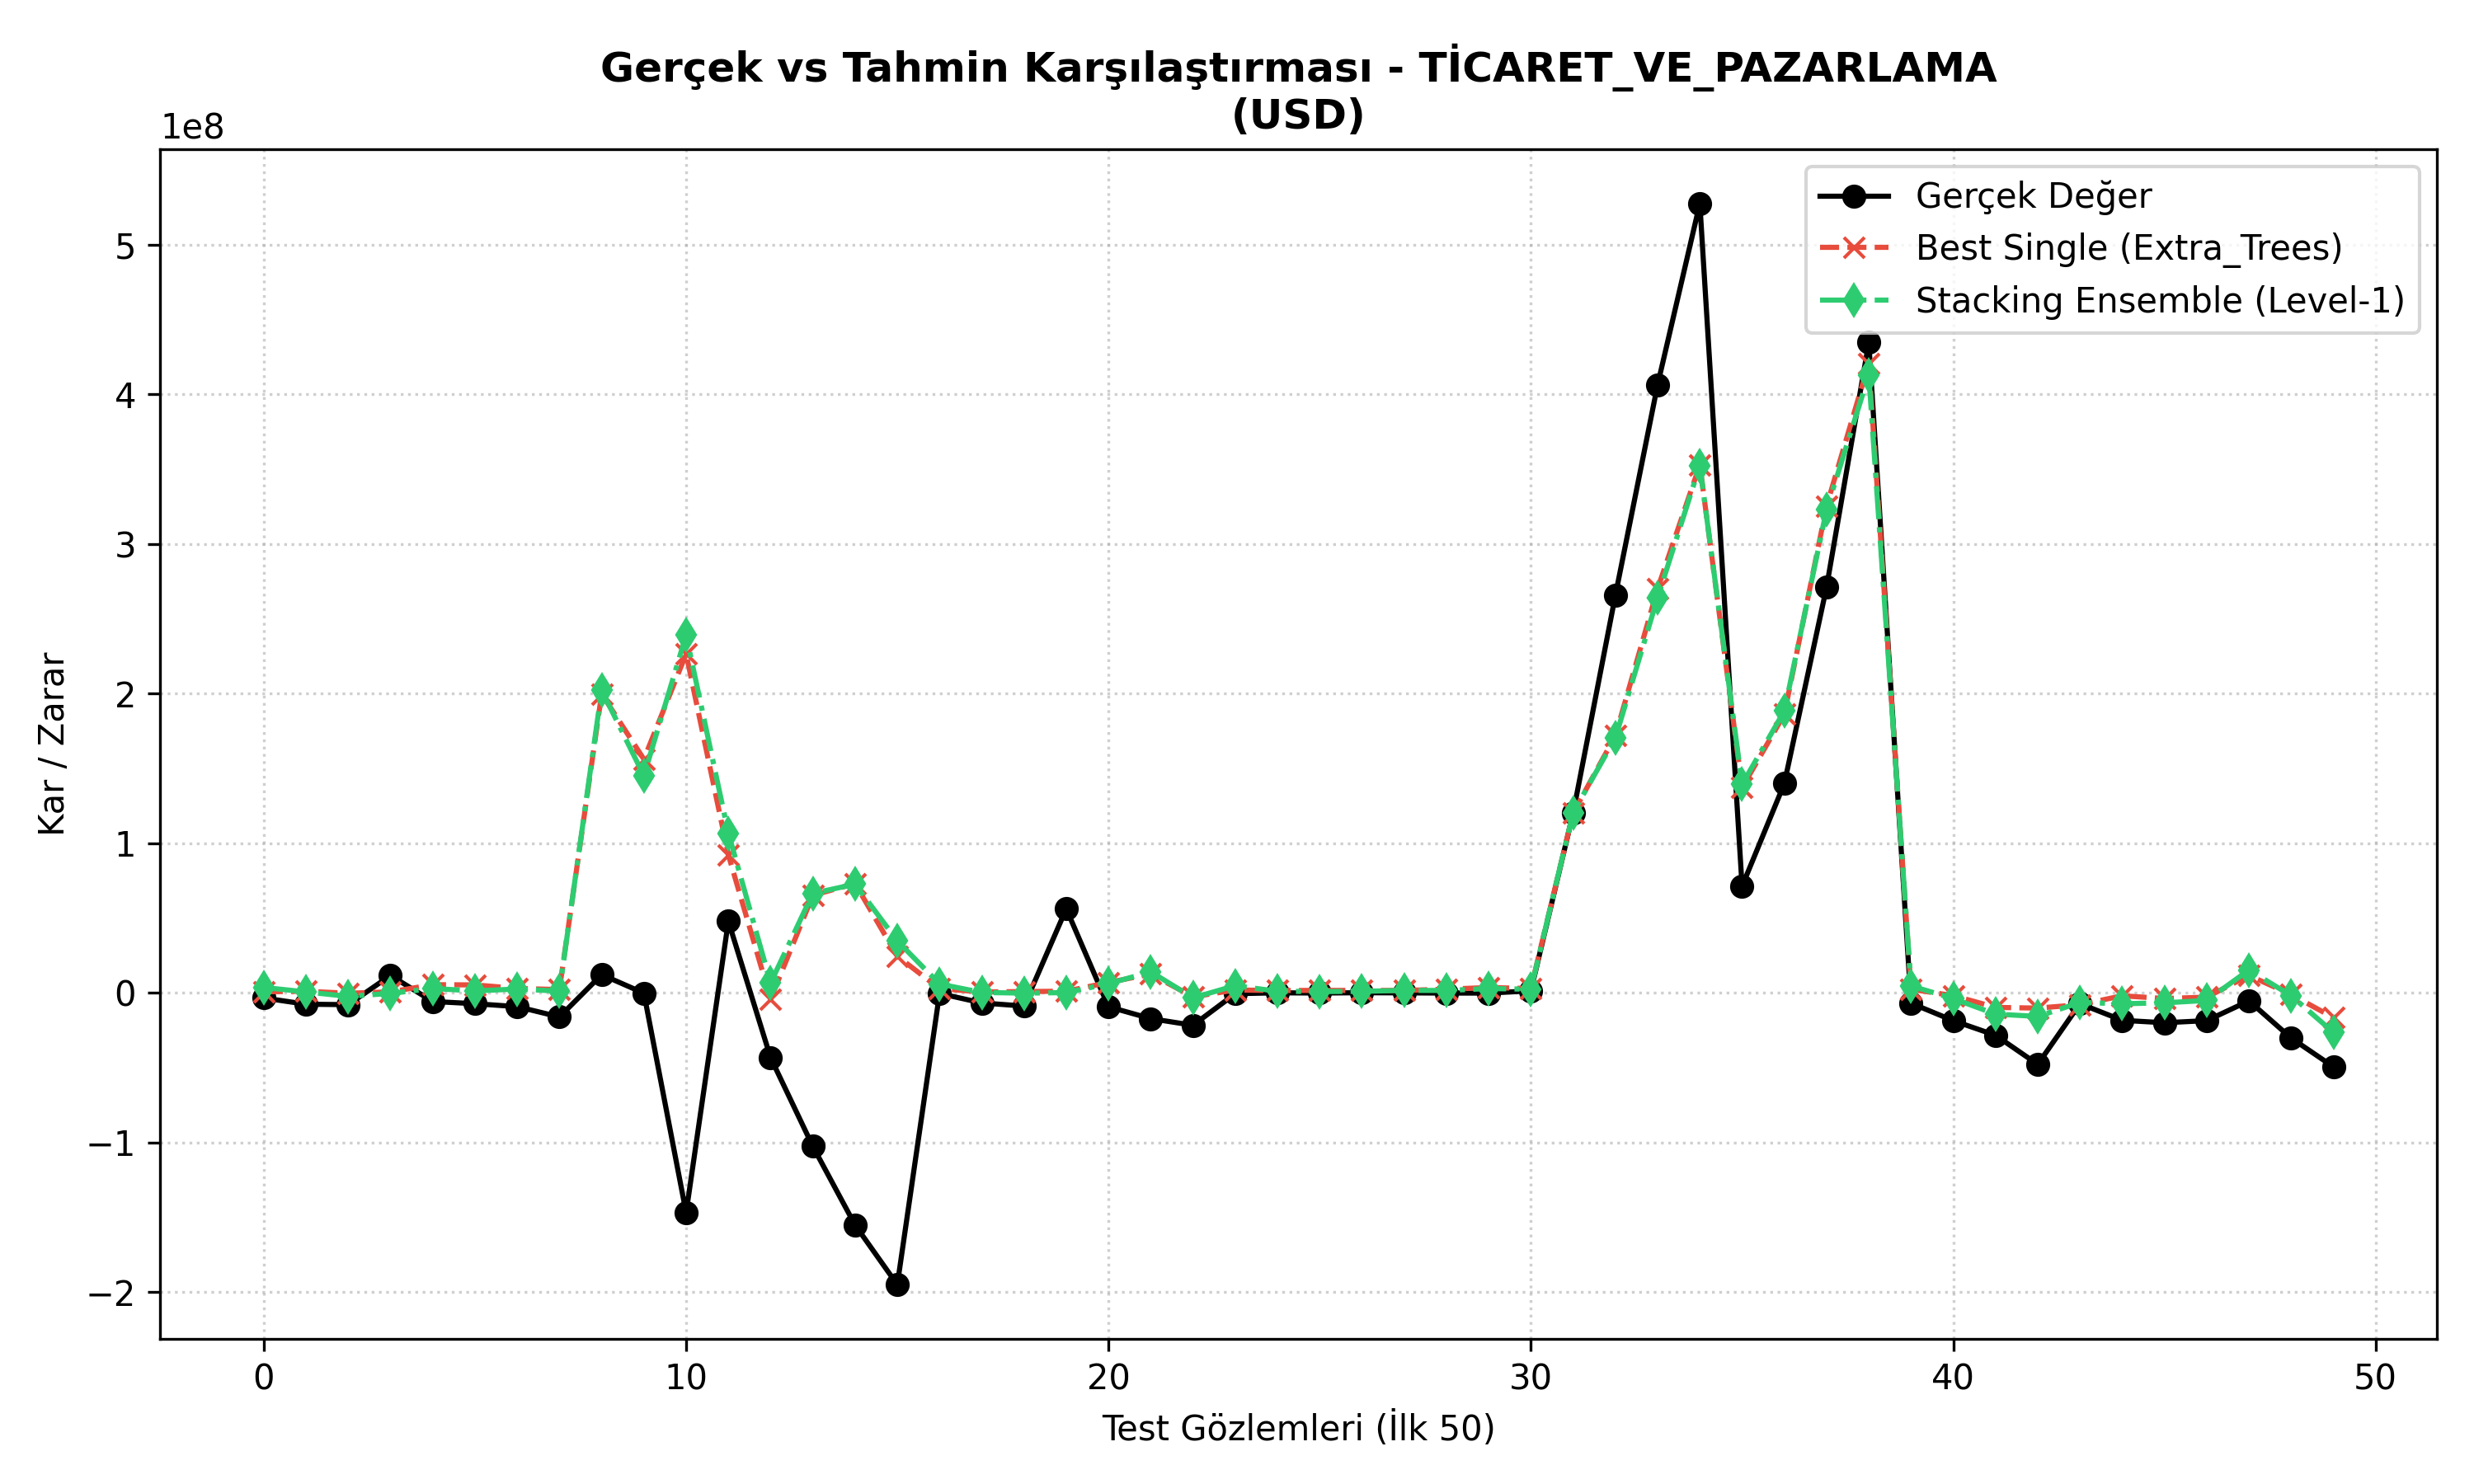 Gerçek vs Tahmin Karşılaştırması - TİCARET_VE_PAZARLAMA
(USD)
1e8
Gerçek Değer
Best Single (Extra_Trees)
Stacking Ensemble (Level-1)
5
4
3
2
1
0
−1
−2
Kar / Zarar
0 10 20 30 40 50
Test Gözlemleri (İlk 50)